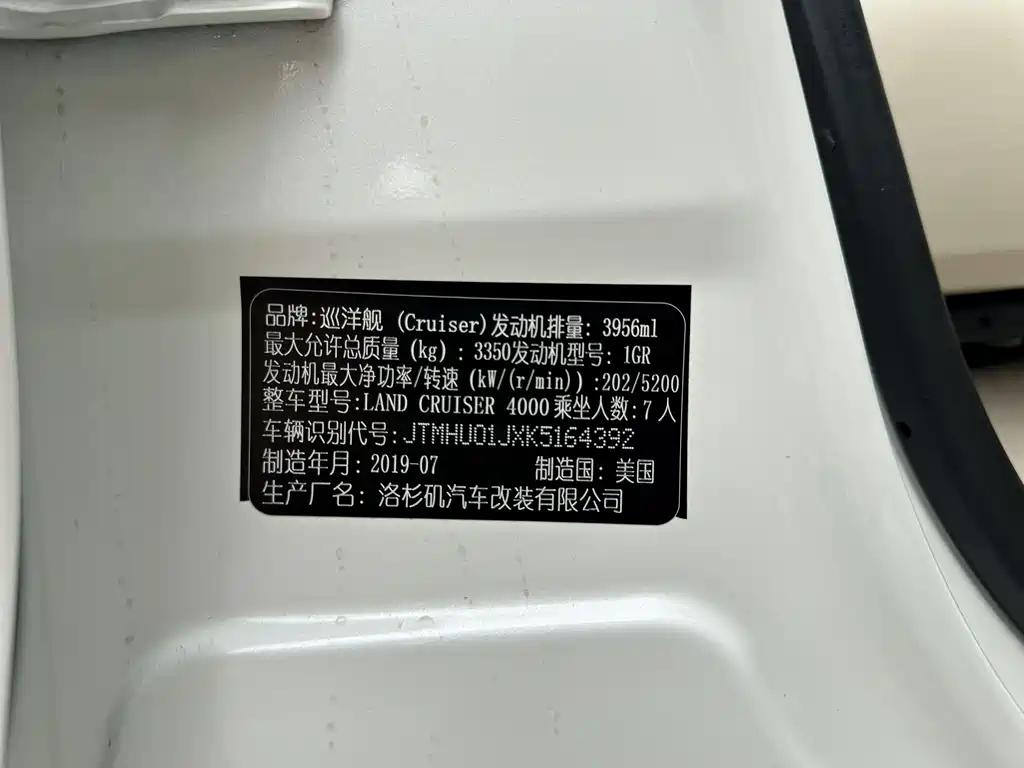 品牌:巡洋舰 (Cruiser)发动机排量: 3956ml
最大允许总质量(kg) : 3350发动机型号: 1GR
发动机最大净功率/转速(kW/(r/min)) :202/5200
整车型号:LAND CRUISER 4000乘坐人数:7人
车辆识别代号:JTMHU01JXK5164392
制造年月: 2019-07 制造国: 美国
生产厂名: 洛杉矶汽车改装有限公司